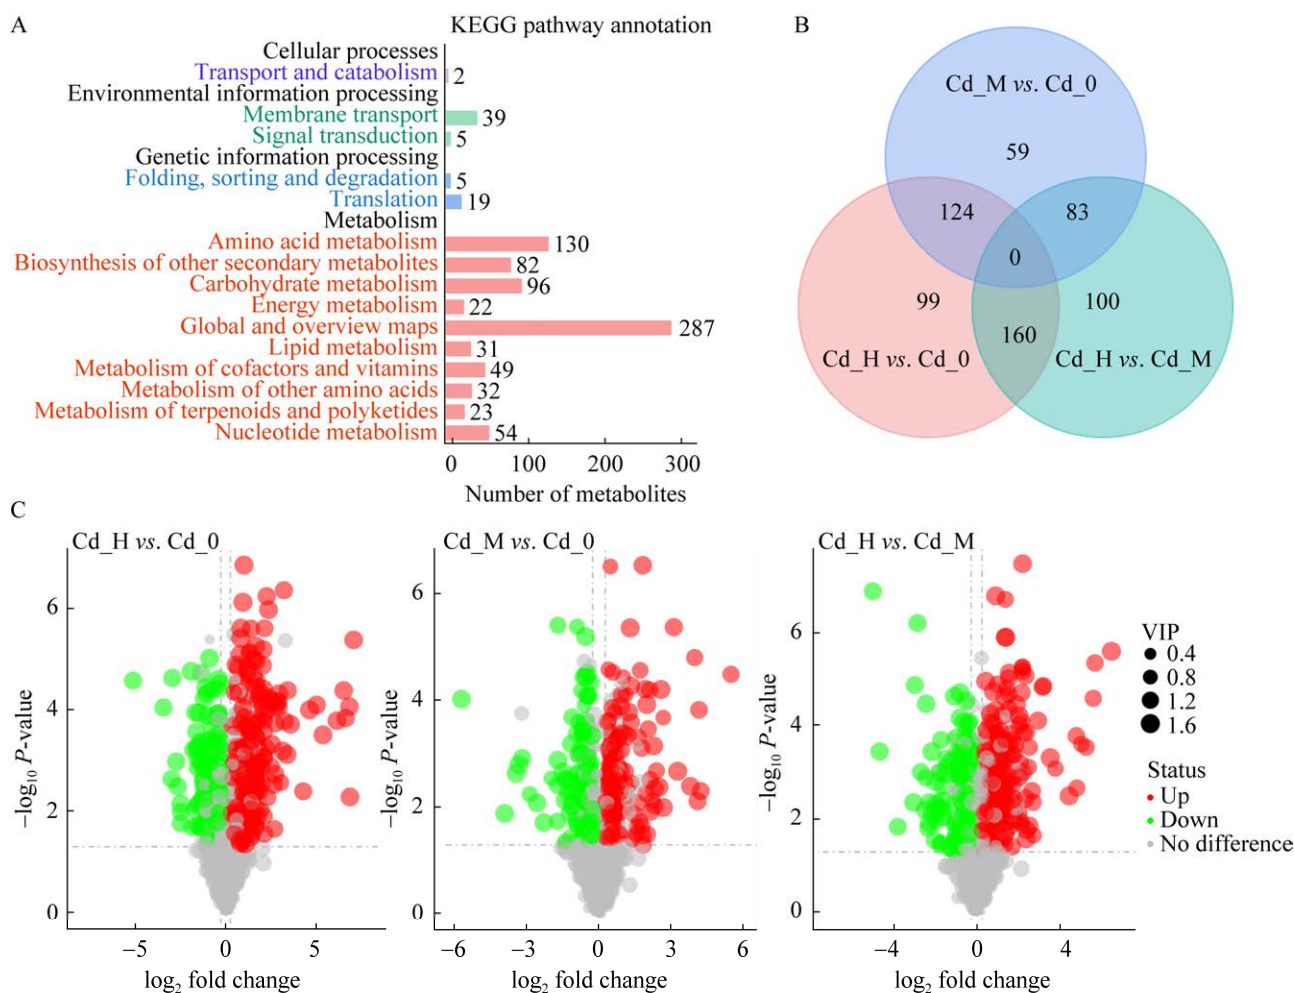 A
KEGG pathway annotation
Cellular processes
Transport and catabolism 2
Environmental information processing
Membrane transport 39
Signal transduction 5
Genetic information processing
Folding, sorting and degradation 5
Translation 19
Metabolism
Amino acid metabolism 130
Biosynthesis of other secondary metabolites 82
Carbohydrate metabolism 96
Energy metabolism 22
Global and overview maps 287
Lipid metabolism 31
Metabolism of cofactors and vitamins 49
Metabolism of other amino acids 32
Metabolism of terpenoids and polyketides 23
Nucleotide metabolism 54
0 100 200 300
Number of metabolites
B
Cd_M vs. Cd_0
59
124 83
0
99 100
160
Cd_H vs. Cd_0 Cd_H vs. Cd_M
C
Cd_H vs. Cd_0
−log₁₀ P-value
6
4
2
0
−5 0 5
log₂ fold change
Cd_M vs. Cd_0
−log₁₀ P-value
6
4
2
0
−6 −3 0 3 6
log₂ fold change
Cd_H vs. Cd_M
−log₁₀ P-value
6
4
2
0
−4 0 4
log₂ fold change
VIP
0.4
0.8
1.2
1.6
Status
Up
Down
No difference